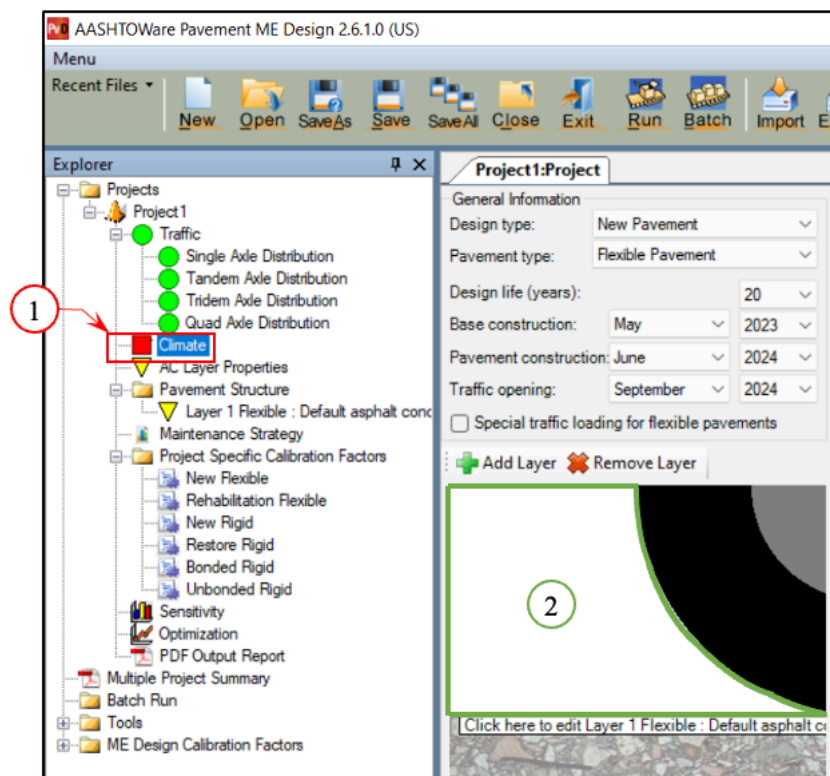 AASHTOWare Pavement ME Design 2.6.1.0 (US)
Menu
Recent Files
New Open SaveAs Save SaveAll Close Exit Run Batch Import
Explorer
Projects
Project1
Traffic
Single Axle Distribution
Tandem Axle Distribution
Tridem Axle Distribution
Quad Axle Distribution
1
Climate
AC Layer Properties
Pavement Structure
Layer 1 Flexible : Default asphalt conc
Maintenance Strategy
Project Specific Calibration Factors
New Flexible
Rehabilitation Flexible
New Rigid
Restore Rigid
Bonded Rigid
Unbonded Rigid
Sensitivity
Optimization
PDF Output Report
Multiple Project Summary
Batch Run
Tools
ME Design Calibration Factors
Project1:Project
General Information
Design type: New Pavement
Pavement type: Flexible Pavement
Design life (years): 20
Base construction: May 2023
Pavement construction: June 2024
Traffic opening: September 2024
Special traffic loading for flexible pavements
Add Layer Remove Layer
2
Click here to edit Layer 1 Flexible : Default asphalt co